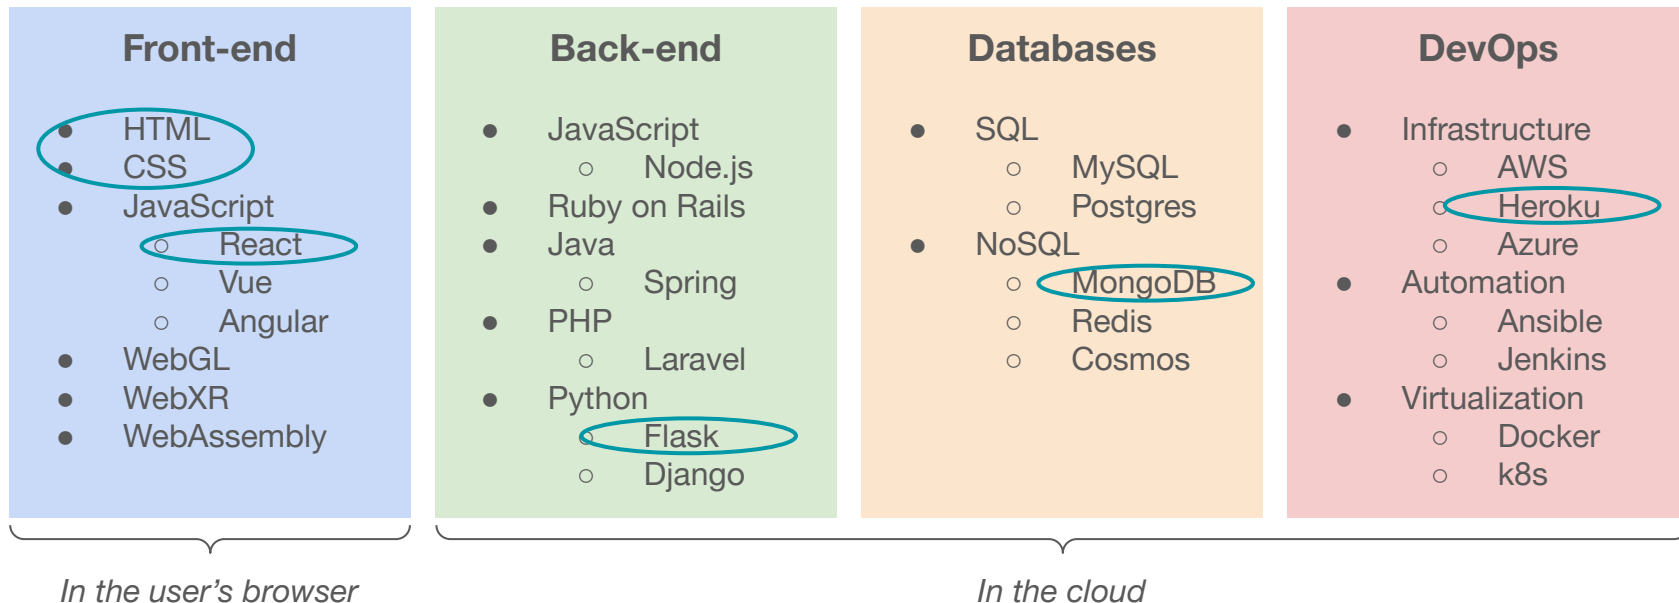 Front-end
● HTML
● CSS
● JavaScript
○ React
○ Vue
○ Angular
● WebGL
● WebXR
● WebAssembly
Back-end
● JavaScript
○ Node.js
● Ruby on Rails
● Java
○ Spring
● PHP
○ Laravel
● Python
○ Flask
○ Django
Databases
● SQL
○ MySQL
○ Postgres
● NoSQL
○ MongoDB
○ Redis
○ Cosmos
DevOps
● Infrastructure
○ AWS
○ Heroku
○ Azure
● Automation
○ Ansible
○ Jenkins
● Virtualization
○ Docker
○ k8s
In the user’s browser
In the cloud